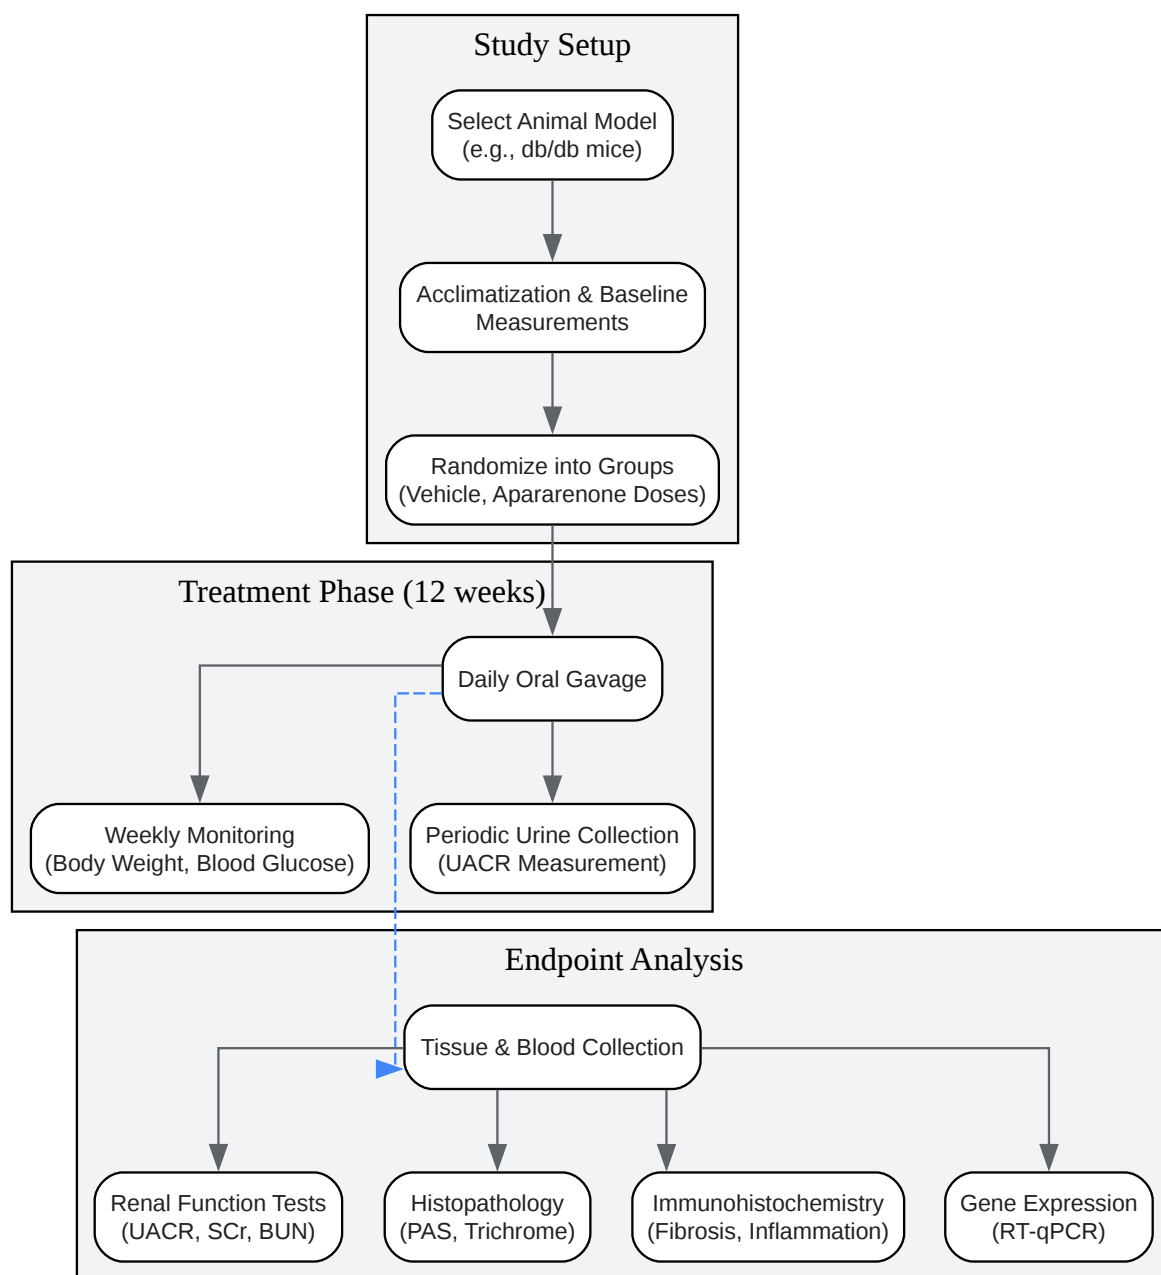 Study Setup
Select Animal Model
(e.g., db/db mice)
Acclimatization & Baseline
Measurements
Randomize into Groups
(Vehicle, Apararenone Doses)
Treatment Phase (12 weeks)
Daily Oral Gavage
Weekly Monitoring
(Body Weight, Blood Glucose)
Periodic Urine Collection
(UACR Measurement)
Endpoint Analysis
Tissue & Blood Collection
Renal Function Tests
(UACR, SCr, BUN)
Histopathology
(PAS, Trichrome)
Immunohistochemistry
(Fibrosis, Inflammation)
Gene Expression
(RT-qPCR)